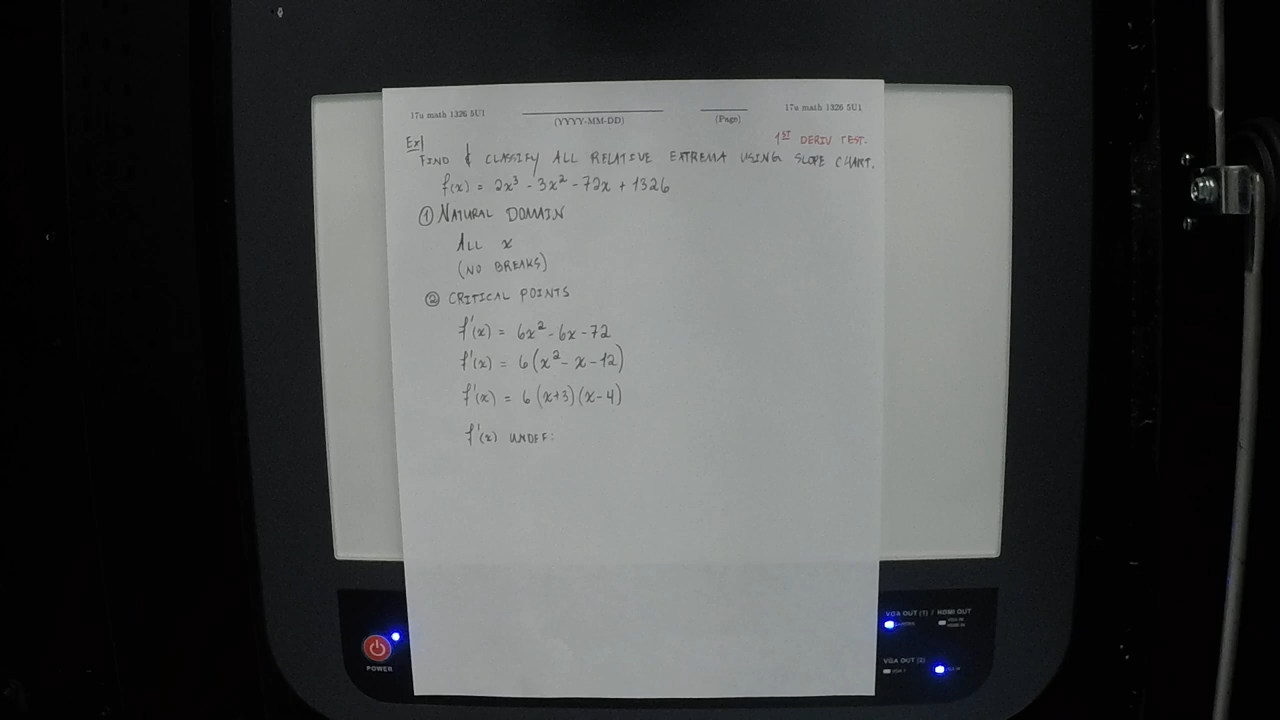 17u math 1326 5U1
(YYYY-MM-DD)
(Page)
17u math 1326 5U1
Ex1
1ST DERIV TEST.
FIND & CLASSIFY ALL RELATIVE EXTREMA USING SLOPE CHART.
f(x) = 2x³ - 3x² - 72x + 1326
① NATURAL DOMAIN
ALL x
(NO BREAKS)
② CRITICAL POINTS
f'(x) = 6x² - 6x - 72
f'(x) = 6(x² - x - 12)
f'(x) = 6(x+3)(x-4)
f'(x) UNDEF:
POWER
VGA OUT (1) / HDMI OUT
VGA OUT (2)